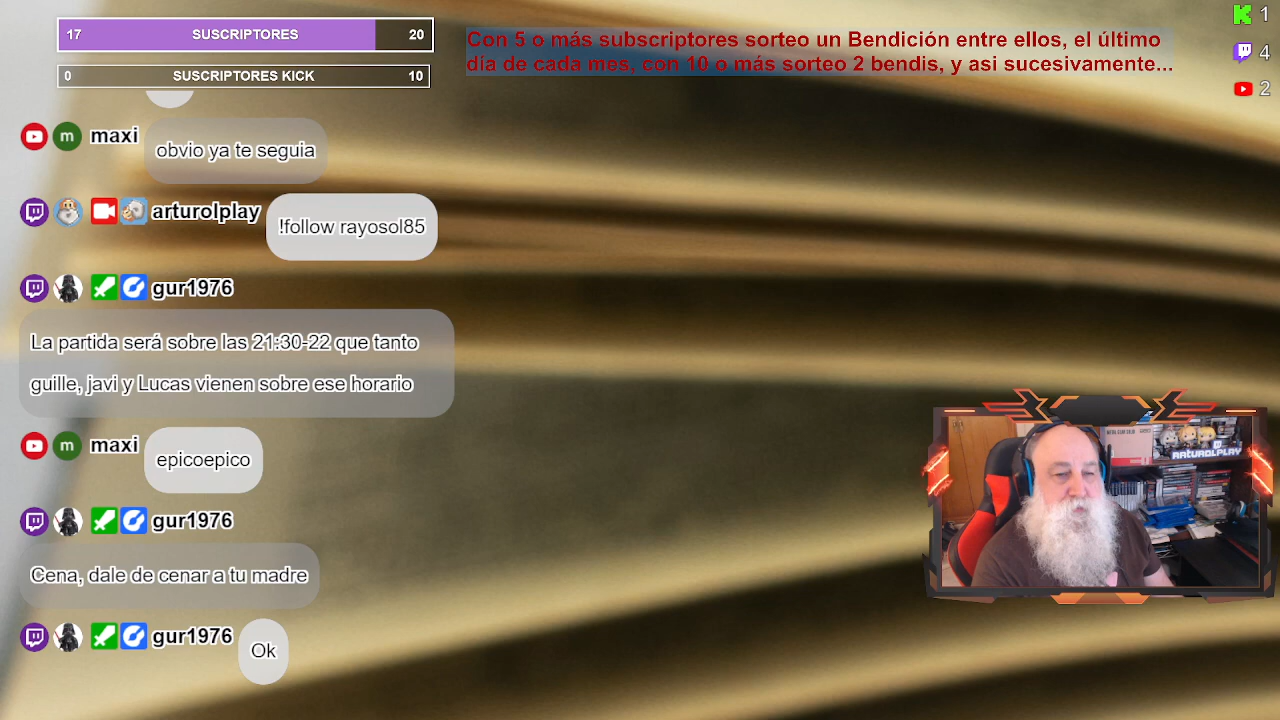 17 SUSCRIPTORES 20
0 SUSCRIPTORES KICK 10
Con 5 o más subscriptores sorteo un Bendición entre ellos, el último
día de cada mes, con 10 o más sorteo 2 bendis, y asi sucesivamente...
1
4
2
m maxi
obvio ya te seguia
arturolplay
!follow rayosol85
gur1976
La partida será sobre las 21:30-22 que tanto
guille, javi y Lucas vienen sobre ese horario
m maxi
epicoepico
gur1976
Cena, dale de cenar a tu madre
gur1976
Ok
ARTUROLPLAY